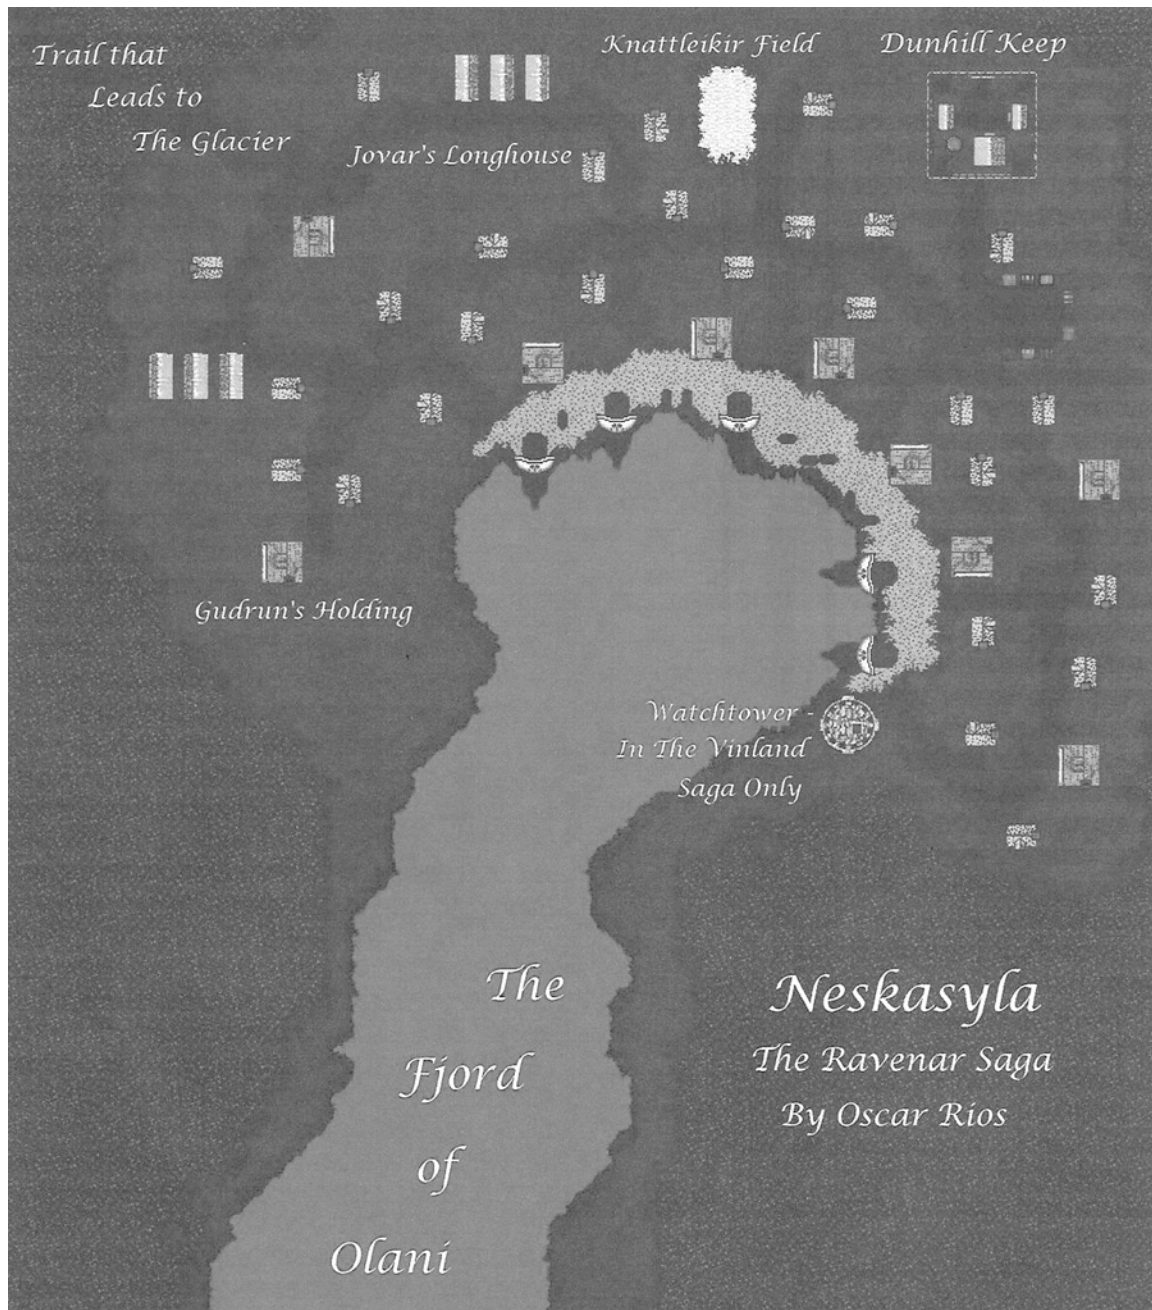 Trail that
Leads to
The Glacier
Jovar's Longhouse
Knattleikir Field
Dunhill Keep
Gudrun's Holding
Watchtower -
In The Vinland
Saga Only
The
Fjord
of
Olani
Neskasyla
The Ravenar Saga
By Oscar Rios